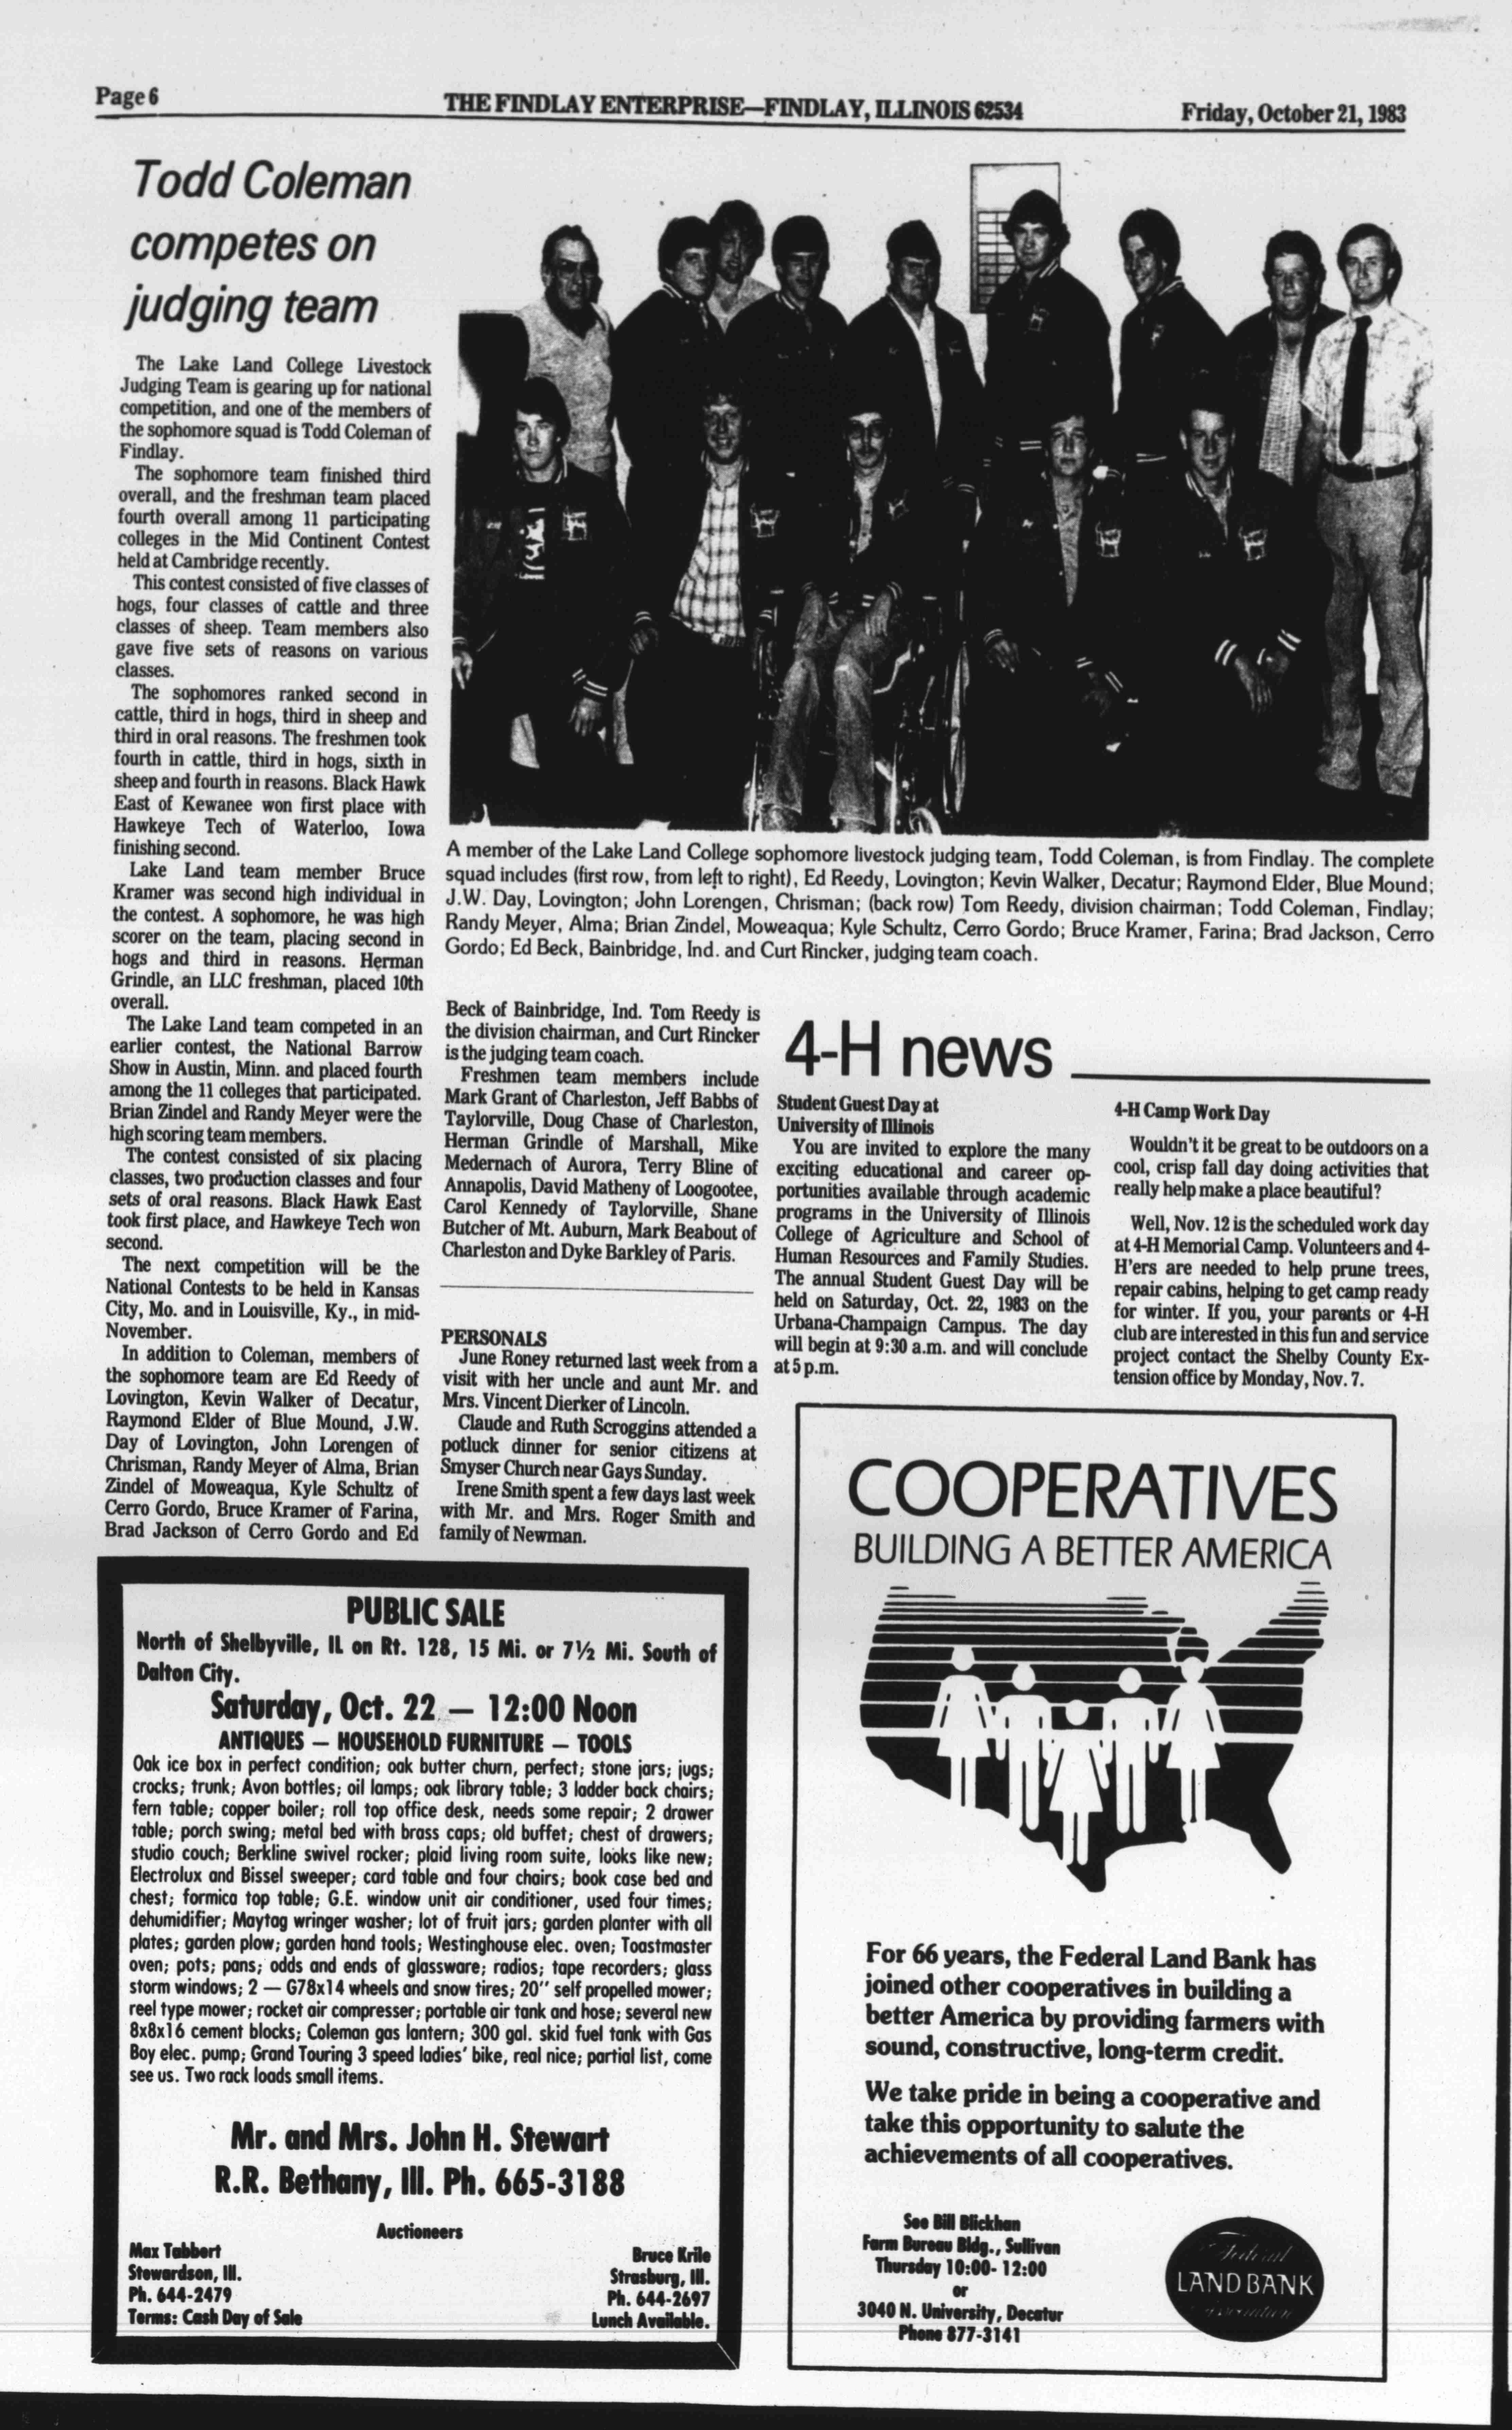 Page 6
THE FINDLAY ENTERPRISE—FINDLAY, ILLINOIS 62534
Friday, October 21, 1983
Todd Coleman
competes on
judging team
The Lake Land College Livestock
Judging Team is gearing up for national
competition, and one of the members of
the sophomore squad is Todd Coleman of
Findlay.
The sophomore team finished third
overall, and the freshman team placed
fourth overall among 11 participating
colleges in the Mid Continent Contest
held at Cambridge recently.
This contest consisted of five classes of
hogs, four classes of cattle and three
classes of sheep. Team members also
gave five sets of reasons on various
classes.
The sophomores ranked second in
cattle, third in hogs, third in sheep and
third in oral reasons. The freshmen took
fourth in cattle, third in hogs, sixth in
sheep and fourth in reasons. Black Hawk
East of Kewanee won first place with
Hawkeye Tech of Waterloo, Iowa
finishing second.
Lake Land team member Bruce
Kramer was second high individual in
the contest. A sophomore, he was high
scorer on the team, placing second in
hogs and third in reasons. Herman
Grindle, an LLC freshman, placed 10th
overall.
The Lake Land team competed in an
earlier contest, the National Barrow
Show in Austin, Minn. and placed fourth
among the 11 colleges that participated.
Brian Zindel and Randy Meyer were the
high scoring team members.
The contest consisted of six placing
classes, two production classes and four
sets of oral reasons. Black Hawk East
took first place, and Hawkeye Tech won
second.
The next competition will be the
National Contests to be held in Kansas
City, Mo. and in Louisville, Ky., in mid-
November.
In addition to Coleman, members of
the sophomore team are Ed Reedy of
Lovington, Kevin Walker of Decatur,
Raymond Elder of Blue Mound, J.W.
Day of Lovington, John Lorengen of
Chrisman, Randy Meyer of Alma, Brian
Zindel of Moweaqua, Kyle Schultz of
Cerro Gordo, Bruce Kramer of Farina,
Brad Jackson of Cerro Gordo and Ed
A member of the Lake Land College sophomore livestock judging team, Todd Coleman, is from Findlay. The complete
squad includes (first row, from left to right), Ed Reedy, Lovington; Kevin Walker, Decatur; Raymond Elder, Blue Mound;
J.W. Day, Lovington; John Lorengen, Chrisman; (back row) Tom Reedy, division chairman; Todd Coleman, Findlay;
Randy Meyer, Alma; Brian Zindel, Moweaqua; Kyle Schultz, Cerro Gordo; Bruce Kramer, Farina; Brad Jackson, Cerro
Gordo; Ed Beck, Bainbridge, Ind. and Curt Rincker, judging team coach.
Beck of Bainbridge, Ind. Tom Reedy is
the division chairman, and Curt Rincker
is the judging team coach.
Freshmen team members include
Mark Grant of Charleston, Jeff Babbs of
Taylorville, Doug Chase of Charleston,
Herman Grindle of Marshall, Mike
Medernach of Aurora, Terry Bline of
Annapolis, David Matheny of Loogootee,
Carol Kennedy of Taylorville, Shane
Butcher of Mt. Auburn, Mark Beabout of
Charleston and Dyke Barkley of Paris.
PERSONALS
June Roney returned last week from a
visit with her uncle and aunt Mr. and
Mrs. Vincent Dierker of Lincoln.
Claude and Ruth Scroggins attended a
potluck dinner for senior citizens at
Smyser Church near Gays Sunday.
Irene Smith spent a few days last week
with Mr. and Mrs. Roger Smith and
family of Newman.
4-H news
Student Guest Day at
University of Illinois
You are invited to explore the many
exciting educational and career op-
portunities available through academic
programs in the University of Illinois
College of Agriculture and School of
Human Resources and Family Studies.
The annual Student Guest Day will be
held on Saturday, Oct. 22, 1983 on the
Urbana-Champaign Campus. The day
will begin at 9:30 a.m. and will conclude
at 5 p.m.
4-H Camp Work Day
Wouldn't it be great to be outdoors on a
cool, crisp fall day doing activities that
really help make a place beautiful?
Well, Nov. 12 is the scheduled work day
at 4-H Memorial Camp. Volunteers and 4-
H'ers are needed to help prune trees,
repair cabins, helping to get camp ready
for winter. If you, your parents or 4-H
club are interested in this fun and service
project contact the Shelby County Ex-
tension office by Monday, Nov. 7.
PUBLIC SALE
North of Shelbyville, IL on Rt. 128, 15 Mi. or 7½ Mi. South of
Dalton City.
Saturday, Oct. 22 — 12:00 Noon
ANTIQUES — HOUSEHOLD FURNITURE — TOOLS
Oak ice box in perfect condition; oak butter churn, perfect; stone jars; jugs;
crocks; trunk; Avon bottles; oil lamps; oak library table; 3 ladder back chairs;
fern table; copper boiler; roll top office desk, needs some repair; 2 drawer
table; porch swing; metal bed with brass caps; old buffet; chest of drawers;
studio couch; Berkline swivel rocker; plaid living room suite, looks like new;
Electrolux and Bissel sweeper; card table and four chairs; book case bed and
chest; formica top table; G.E. window unit air conditioner, used four times;
dehumidifier; Maytag wringer washer; lot of fruit jars; garden planter with all
plates; garden plow; garden hand tools; Westinghouse elec. oven; Toastmaster
oven; pots; pans; odds and ends of glassware; radios; tape recorders; glass
storm windows; 2 — G78x14 wheels and snow tires; 20" self propelled mower;
reel type mower; rocket air compresser; portable air tank and hose; several new
8x8x16 cement blocks; Coleman gas lantern; 300 gal. skid fuel tank with Gas
Boy elec. pump; Grand Touring 3 speed ladies' bike, real nice; partial list, come
see us. Two rack loads small items.
Mr. and Mrs. John H. Stewart
R.R. Bethany, Ill. Ph. 665-3188
Auctioneers
Max Tabbert
Stewardson, Ill.
Ph. 644-2479
Terms: Cash Day of Sale
Bruce Krile
Strasburg, Ill.
Ph. 644-2697
Lunch Available.
COOPERATIVES
BUILDING A BETTER AMERICA
For 66 years, the Federal Land Bank has
joined other cooperatives in building a
better America by providing farmers with
sound, constructive, long-term credit.
We take pride in being a cooperative and
take this opportunity to salute the
achievements of all cooperatives.
See Bill Blickhan
Farm Bureau Bldg., Sullivan
Thursday 10:00- 12:00
or
3040 N. University, Decatur
Phone 877-3141
Federal
LAND BANK